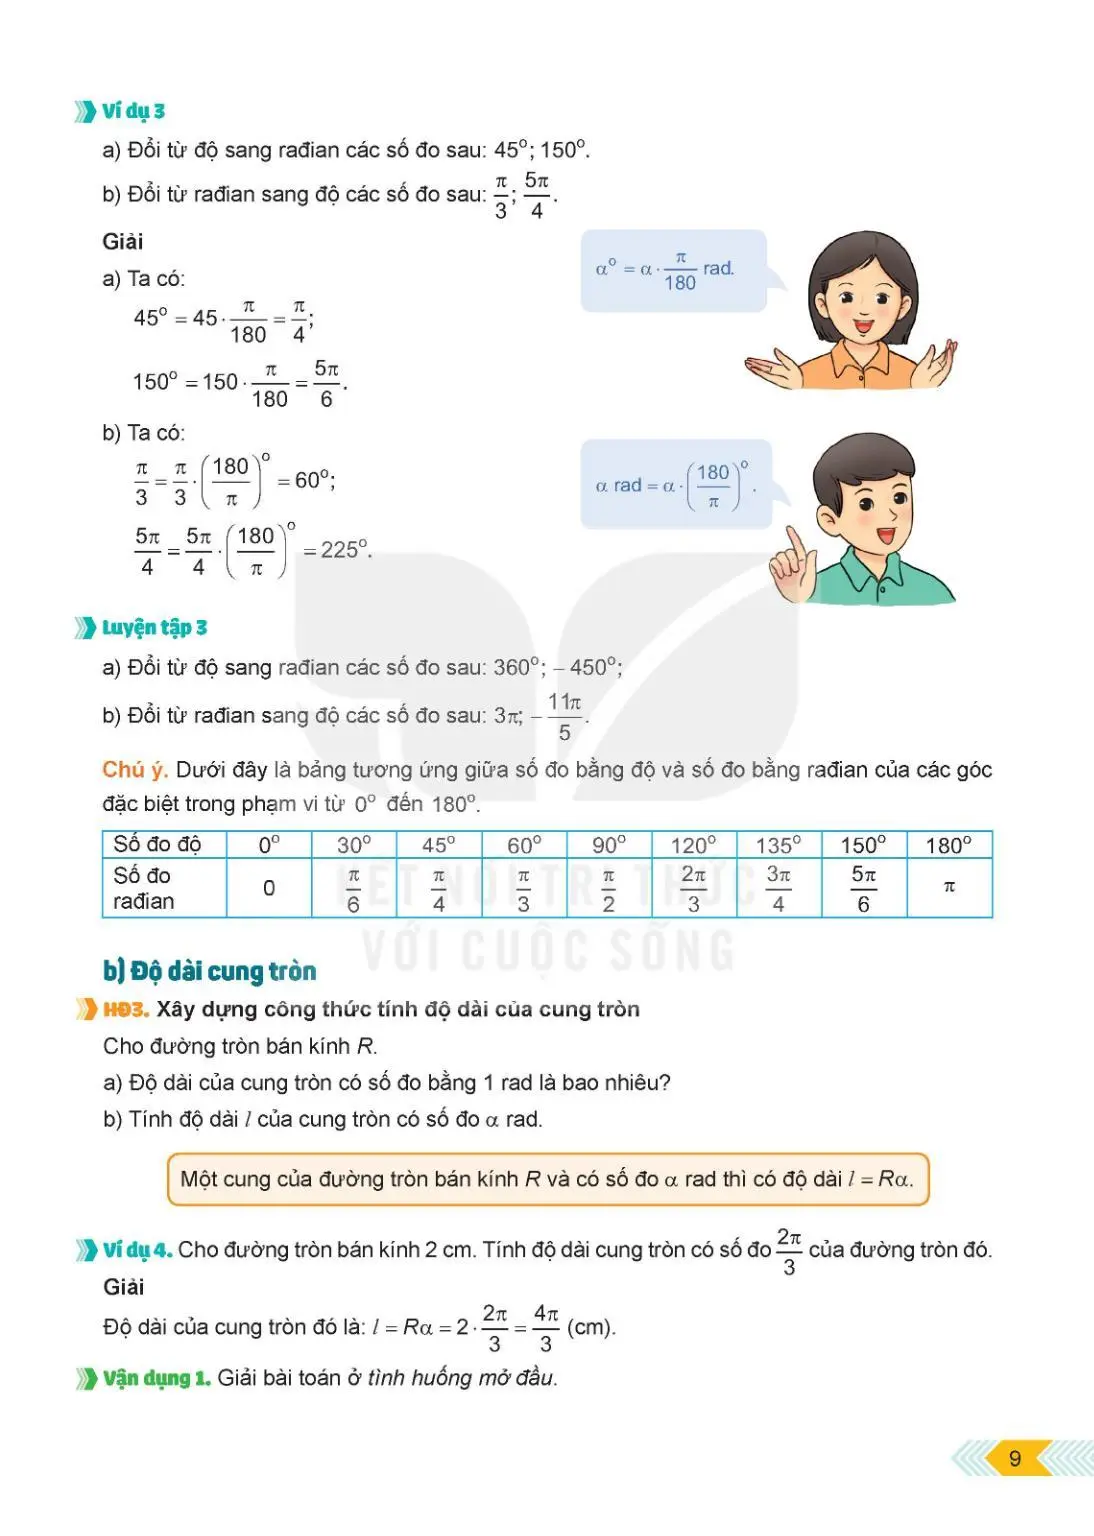 Ví dụ 3
a) Đổi từ độ sang rađian các số đo sau: 45°; 150°.
b) Đổi từ rađian sang độ các số đo sau: π/3; 5π/4.
Giải
a) Ta có:
α° = α · π/180 rad.
45° = 45 · π/180 = π/4;
150° = 150 · π/180 = 5π/6.
b) Ta có:
π/3 = π/3 · (180/π)° = 60°;
α rad = α · (180/π)°.
5π/4 = 5π/4 · (180/π)° = 225°.
Luyện tập 3
a) Đổi từ độ sang rađian các số đo sau: 360°; – 450°;
b) Đổi từ rađian sang độ các số đo sau: 3π; – 11π/5.
Chú ý. Dưới đây là bảng tương ứng giữa số đo bằng độ và số đo bằng rađian của các góc
đặc biệt trong phạm vi từ 0° đến 180°.
Số đo độ 0° 30° 45° 60° 90° 120° 135° 150° 180°
Số đo rađian 0 π/6 π/4 π/3 π/2 2π/3 3π/4 5π/6 π
KẾT NỐI TRI THỨC
VỚI CUỘC SỐNG
b) Độ dài cung tròn
HĐ3. Xây dựng công thức tính độ dài của cung tròn
Cho đường tròn bán kính R.
a) Độ dài của cung tròn có số đo bằng 1 rad là bao nhiêu?
b) Tính độ dài l của cung tròn có số đo α rad.
Một cung của đường tròn bán kính R và có số đo α rad thì có độ dài l = Rα.
Ví dụ 4. Cho đường tròn bán kính 2 cm. Tính độ dài cung tròn có số đo 2π/3 của đường tròn đó.
Giải
Độ dài của cung tròn đó là: l = Rα = 2 · 2π/3 = 4π/3 (cm).
Vận dụng 1. Giải bài toán ở tình huống mở đầu.
9